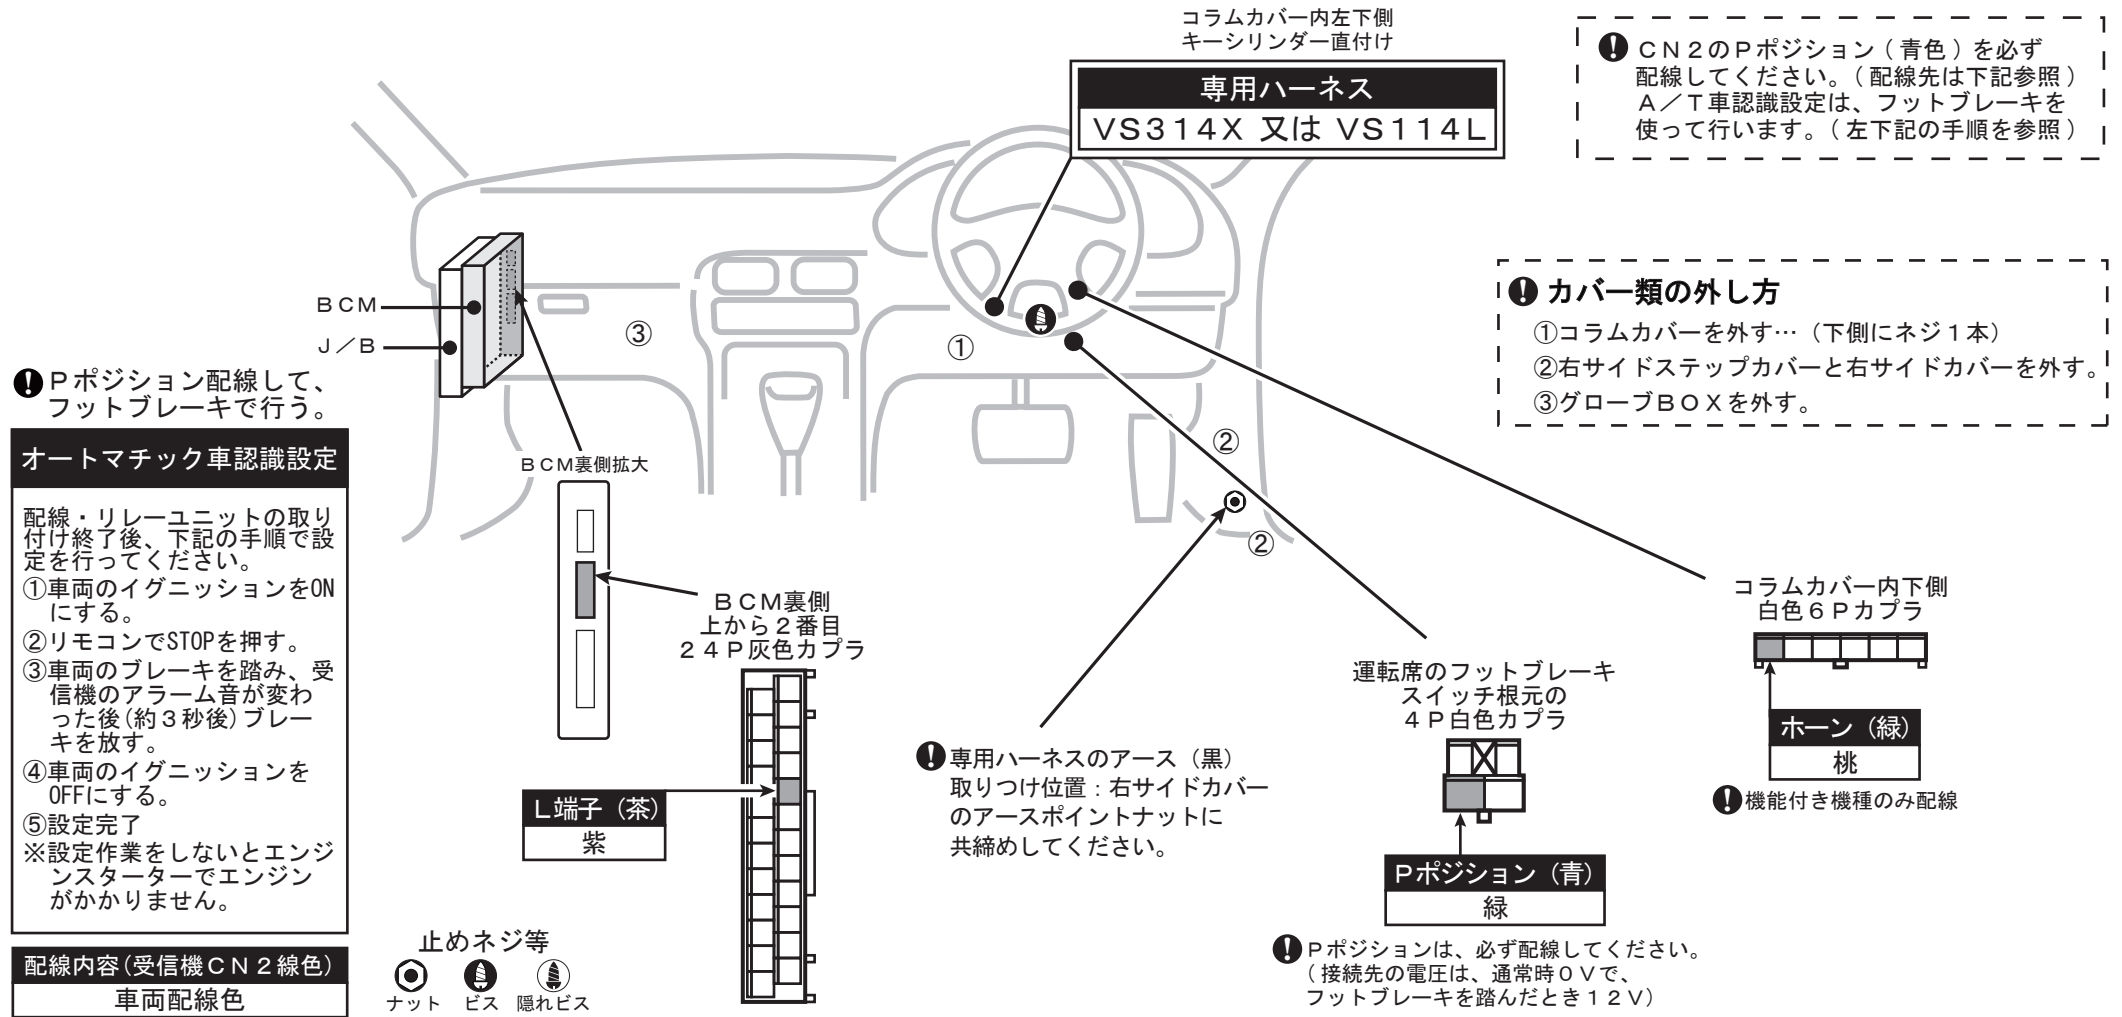 コラムカバー内左下側
キーシリンダー直付け
専用ハーネス
VS314X 又は VS114L
CN2のPポジション(青色)を必ず
配線してください。(配線先は下記参照)
A/T車認識設定は、フットブレーキを
使って行います。(左下記の手順を参照)
カバー類の外し方
①コラムカバーを外す…（下側にネジ1本）
②右サイドステップカバーと右サイドカバーを外す。
③グローブBOXを外す。
BCM
J/B
③
①
②
②
Pポジション配線して、
フットブレーキで行う。
オートマチック車認識設定
配線・リレーユニットの取り
付け終了後、下記の手順で設
定を行ってください。
①車両のイグニッションをON
にする。
②リモコンでSTOPを押す。
③車両のブレーキを踏み、受
信機のアラーム音が変わ
った後(約3秒後)ブレー
キを放す。
④車両のイグニッションを
OFFにする。
⑤設定完了
※設定作業をしないとエンジ
ンスターターでエンジン
がかかりません。
配線内容(受信機CN2線色)
車両配線色
BCM裏側拡大
BCM裏側
上から2番目
24P灰色カプラ
L端子（茶）
紫
止めネジ等
ナット ビス 隠れビス
専用ハーネスのアース（黒）
取りつけ位置：右サイドカバー
のアースポイントナットに
共締めしてください。
運転席のフットブレーキ
スイッチ根元の
4P白色カプラ
Pポジション（青）
緑
Pポジションは、必ず配線してください。
(接続先の電圧は、通常時0Vで、
フットブレーキを踏んだとき12V)
コラムカバー内下側
白色6Pカプラ
ホーン（緑）
桃
機能付き機種のみ配線